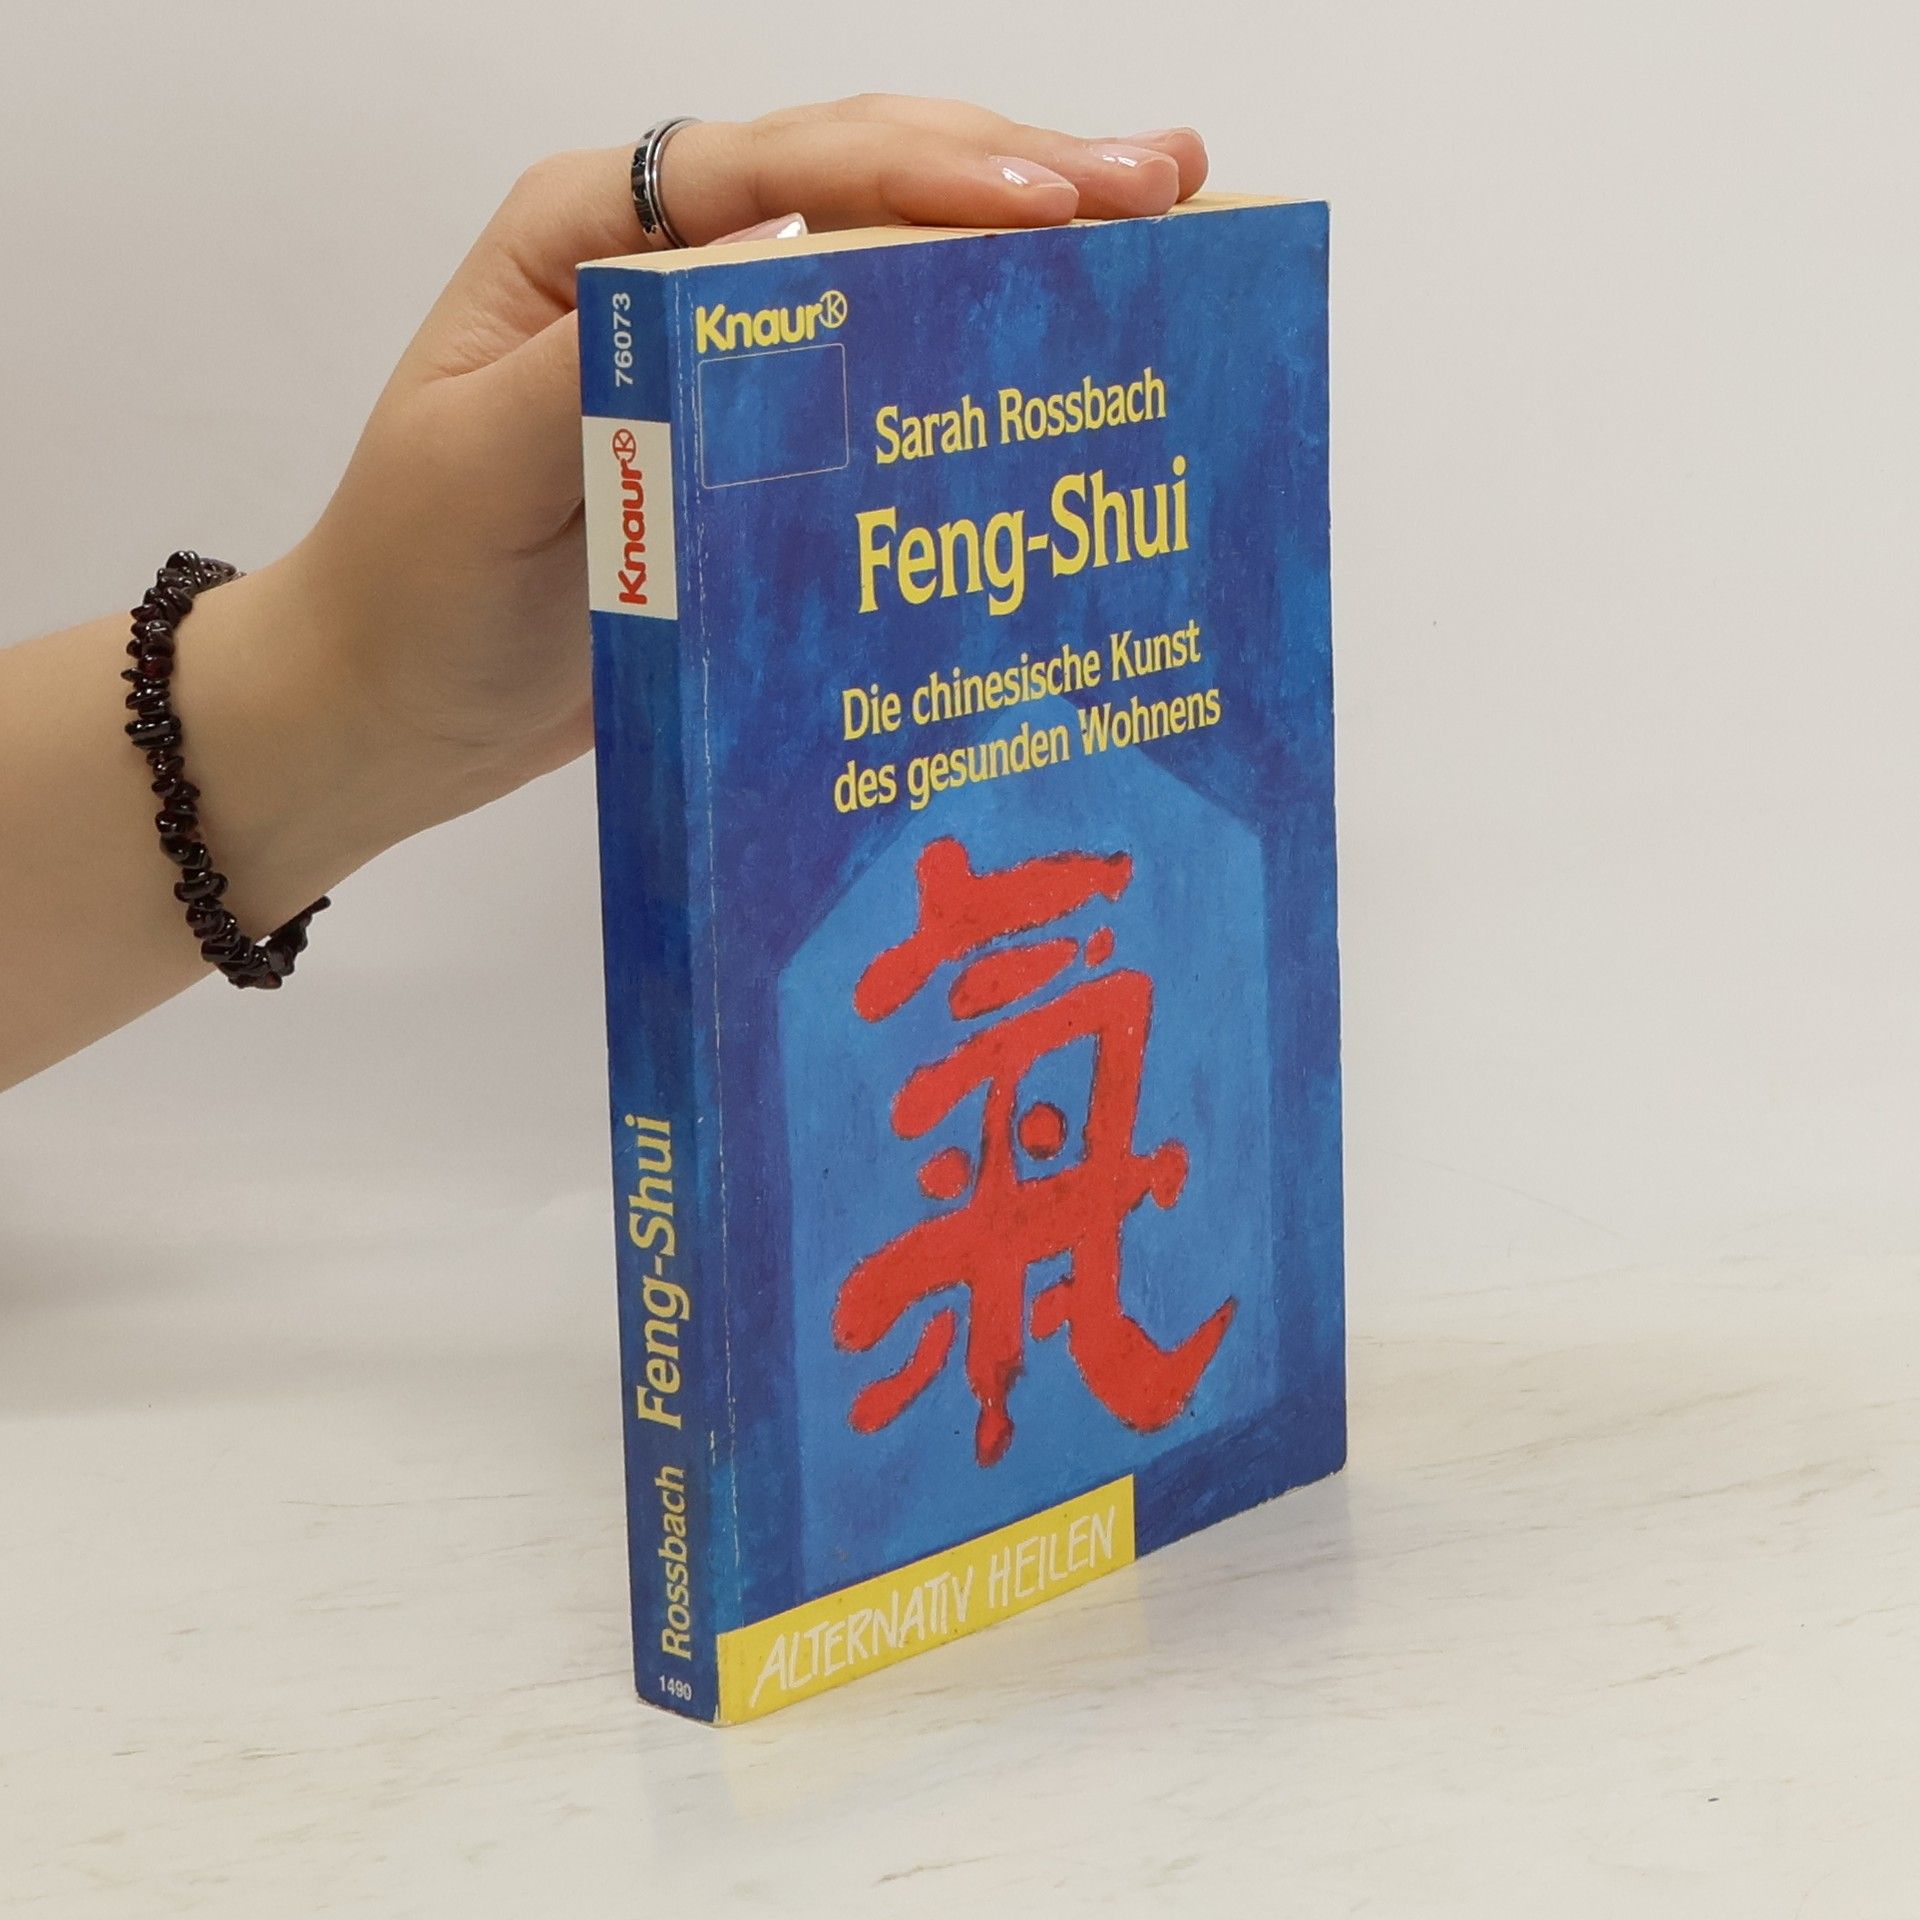 76073
Knaur
Rossbach Feng-Shui
1490
Knaur
Sarah Rossbach
Feng-Shui
Die chinesische Kunst
des gesunden Wohnens
氣
ALTERNATIV HEILEN